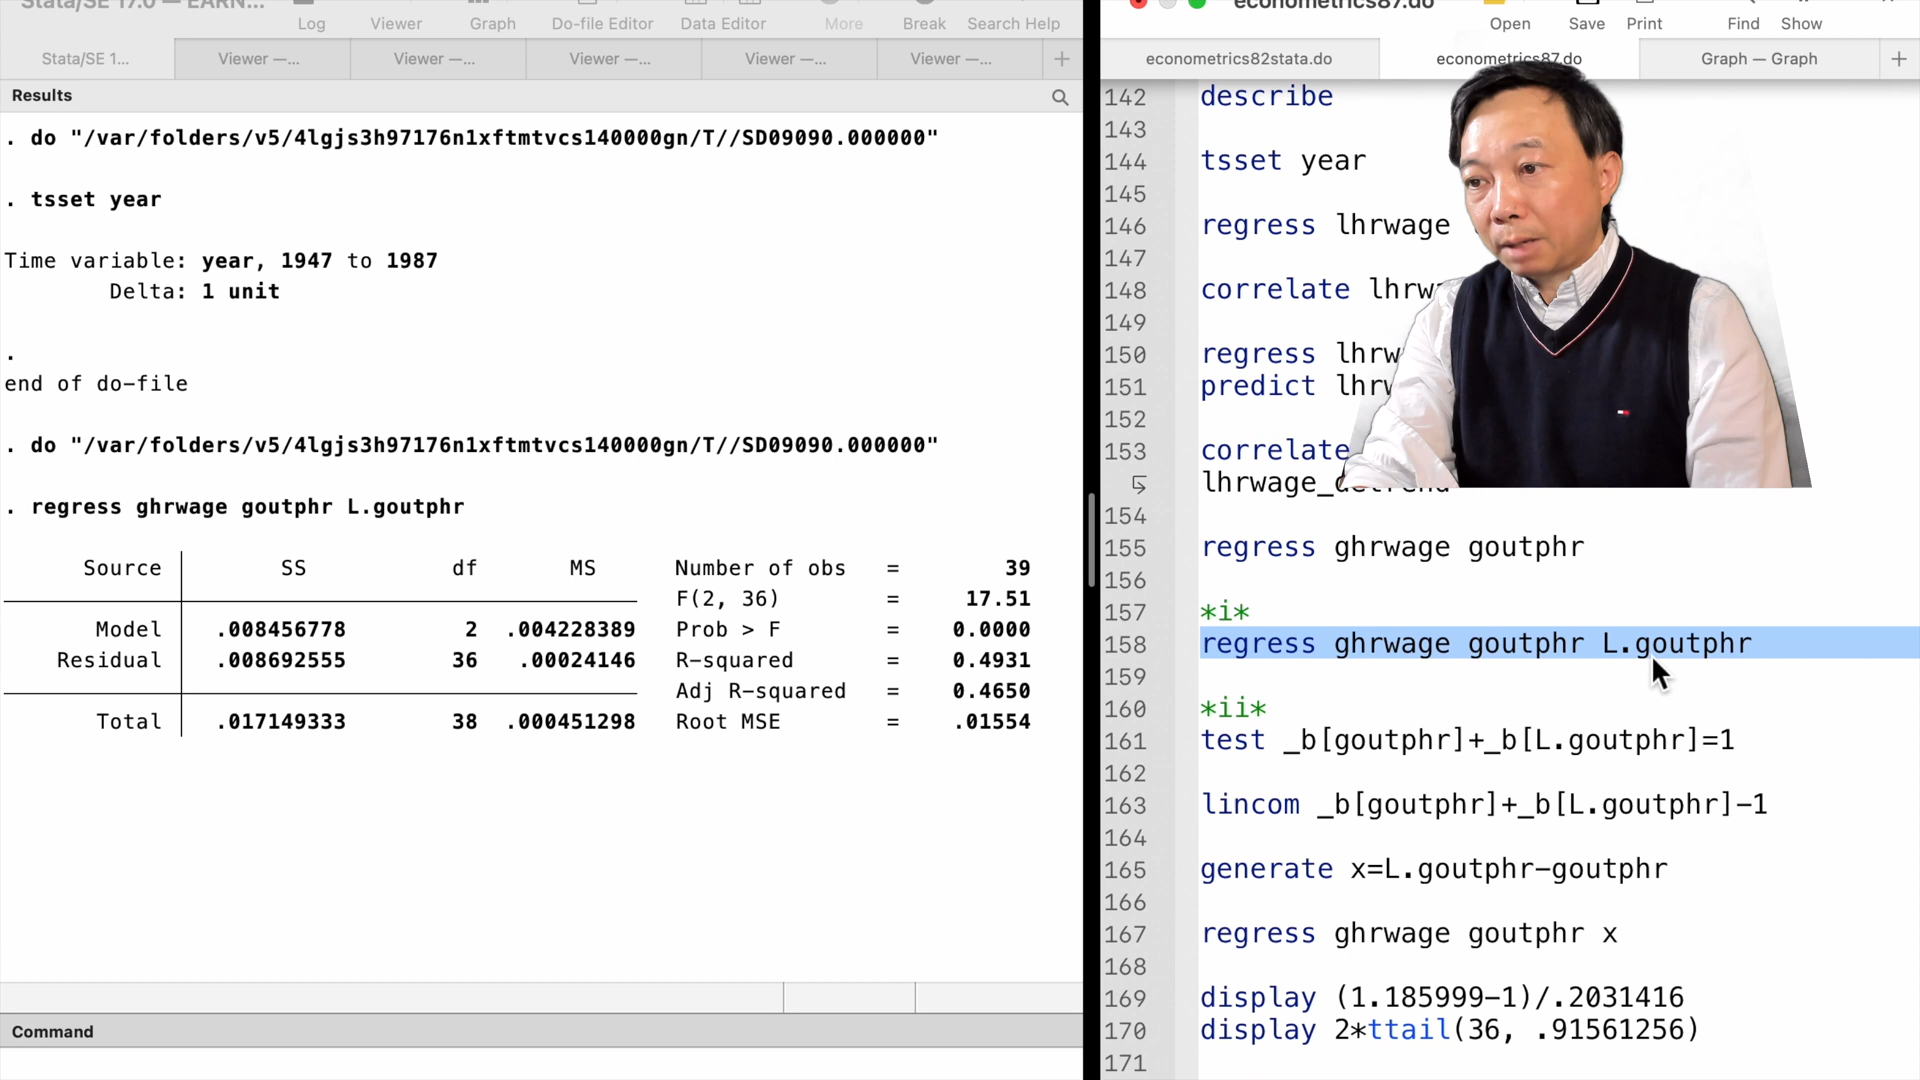 Stata/SE 17.0 — EARN...
Log Viewer Graph Do-file Editor Data Editor More Break Search Help
Stata/SE 1... Viewer —... Viewer —... Viewer —... Viewer —... Viewer —... +
Results
. do "/var/folders/v5/4lgjs3h97176n1xftmtvcs140000gn/T//SD09090.000000"
. tsset year
Time variable: year, 1947 to 1987
Delta: 1 unit
.
end of do-file
. do "/var/folders/v5/4lgjs3h97176n1xftmtvcs140000gn/T//SD09090.000000"
. regress ghrwage goutphr L.goutphr
Source SS df MS Number of obs = 39
F(2, 36) = 17.51
Model .008456778 2 .004228389 Prob > F = 0.0000
Residual .008692555 36 .00024146 R-squared = 0.4931
Adj R-squared = 0.4650
Total .017149333 38 .000451298 Root MSE = .01554
Command
econometrics87.do
Open Save Print Find Show
econometrics82stata.do econometrics87.do Graph — Graph +
142 describe
143
144 tsset year
145
146 regress lhrwage
147
148 correlate
149
150 regress
151 predict
152
153 correlate
154
155 regress ghrwage goutphr
156
157 *i*
158 regress ghrwage goutphr L.goutphr
159
160 *ii*
161 test _b[goutphr]+_b[L.goutphr]=1
162
163 lincom _b[goutphr]+_b[L.goutphr]-1
164
165 generate x=L.goutphr-goutphr
166
167 regress ghrwage goutphr x
168
169 display (1.185999-1)/.2031416
170 display 2*ttail(36, .91561256)
171